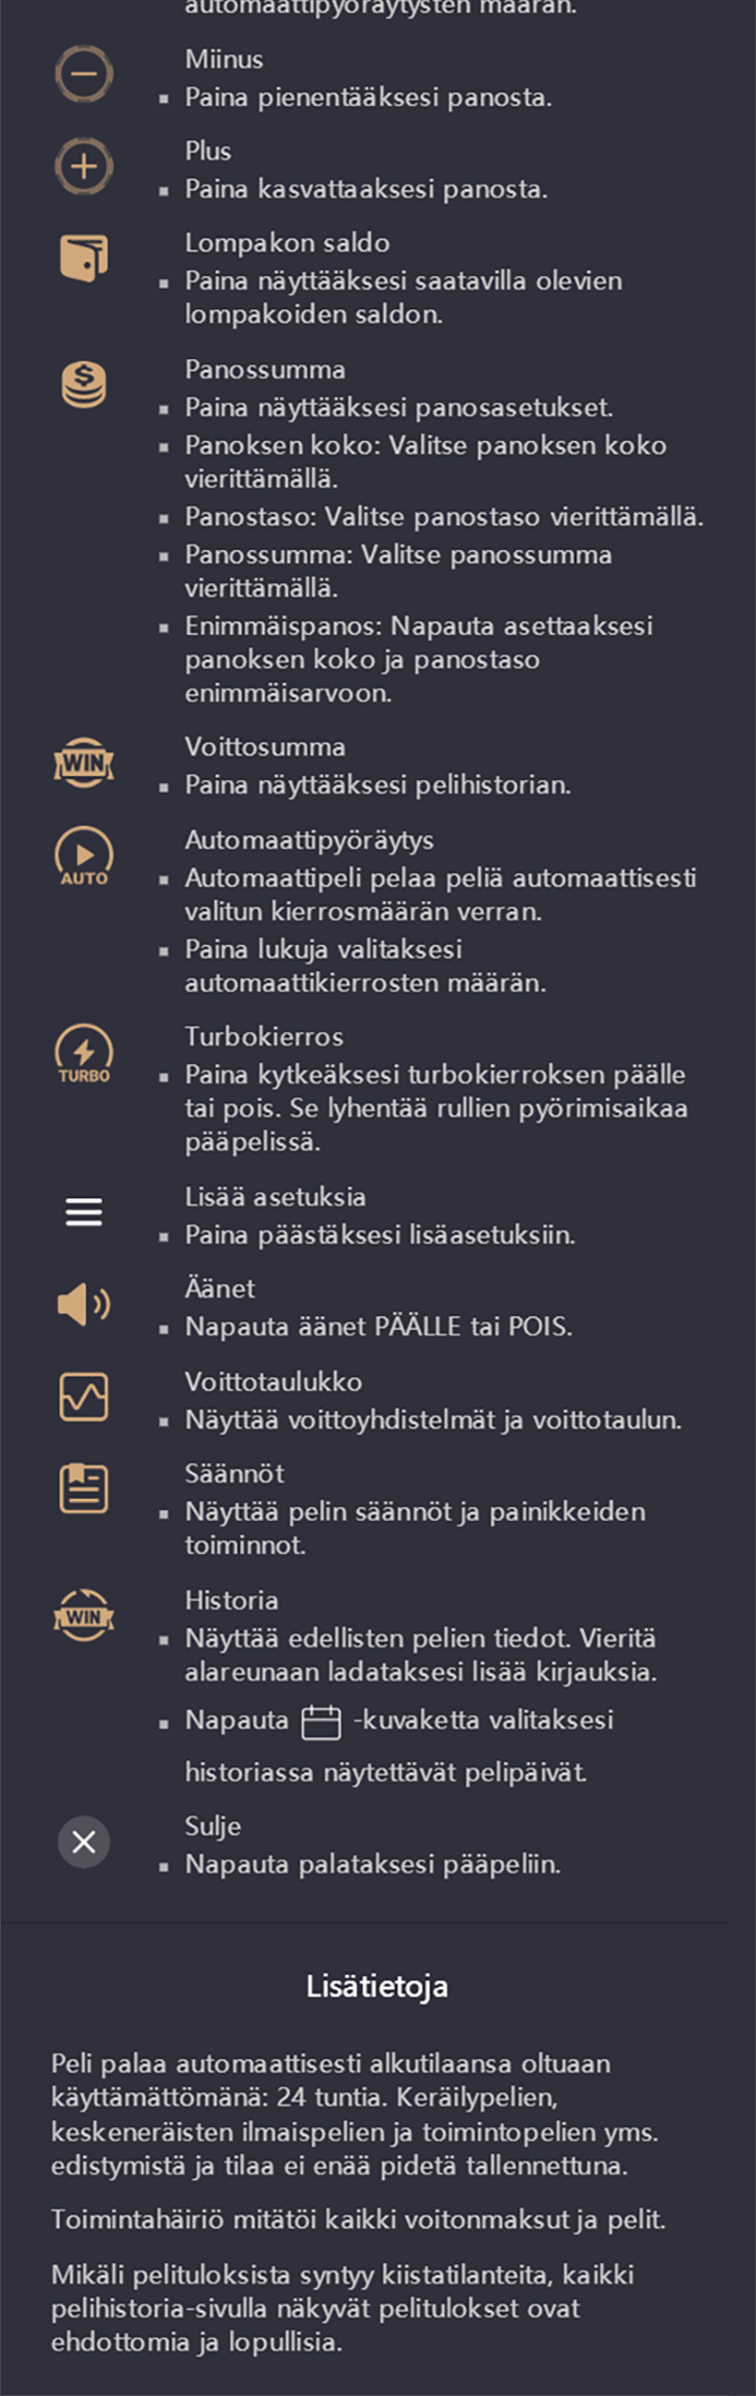 automaattipyöräytysten määrän.
Miinus
Paina pienentääksesi panosta.
Plus
Paina kasvattaaksesi panosta.
Lompakon saldo
Paina näyttääksesi saatavilla olevien
lompakoiden saldon.
$
Panossumma
Paina näyttääksesi panosasetukset.
Panoksen koko: Valitse panoksen koko
vierittämällä.
Panostaso: Valitse panostaso vierittämällä.
Panossumma: Valitse panossumma
vierittämällä.
Enimmäispanos: Napauta asettaaksesi
panoksen koko ja panostaso
enimmäisarvoon.
WIN
Voittosumma
Paina näyttääksesi pelihistorian.
AUTO
Automaattipyöräytys
Automaattipeli pelaa peliä automaattisesti
valitun kierrosmäärän verran.
Paina lukuja valitaksesi
automaattikierrosten määrän.
TURBO
Turbokierros
Paina kytkeäksesi turbokierroksen päälle
tai pois. Se lyhentää rullien pyörimisaikaa
pääpelissä.
Lisää asetuksia
Paina päästäksesi lisäasetuksiin.
Äänet
Napauta äänet PÄÄLLE tai POIS.
Voittotaulukko
Näyttää voittoyhdistelmät ja voittotaulun.
Säännöt
Näyttää pelin säännöt ja painikkeiden
toiminnot.
WIN
Historia
Näyttää edellisten pelien tiedot. Vieritä
alareunaan ladataksesi lisää kirjauksia.
Napauta -kuvaketta valitaksesi
historiassa näytettävät pelipäivät.
Sulje
Napauta palataksesi pääpeliin.
Lisätietoja
Peli palaa automaattisesti alkutilaansa oltuaan
käyttämättömänä: 24 tuntia. Keräilypelien,
keskeneräisten ilmaispelien ja toimintopelien yms.
edistymistä ja tilaa ei enää pidetä tallennettuna.
Toimintahäiriö mitätöi kaikki voitonmaksut ja pelit.
Mikäli pelituloksista syntyy kiistatilanteita, kaikki
pelihistoria-sivulla näkyvät pelitulokset ovat
ehdottomia ja lopullisia.